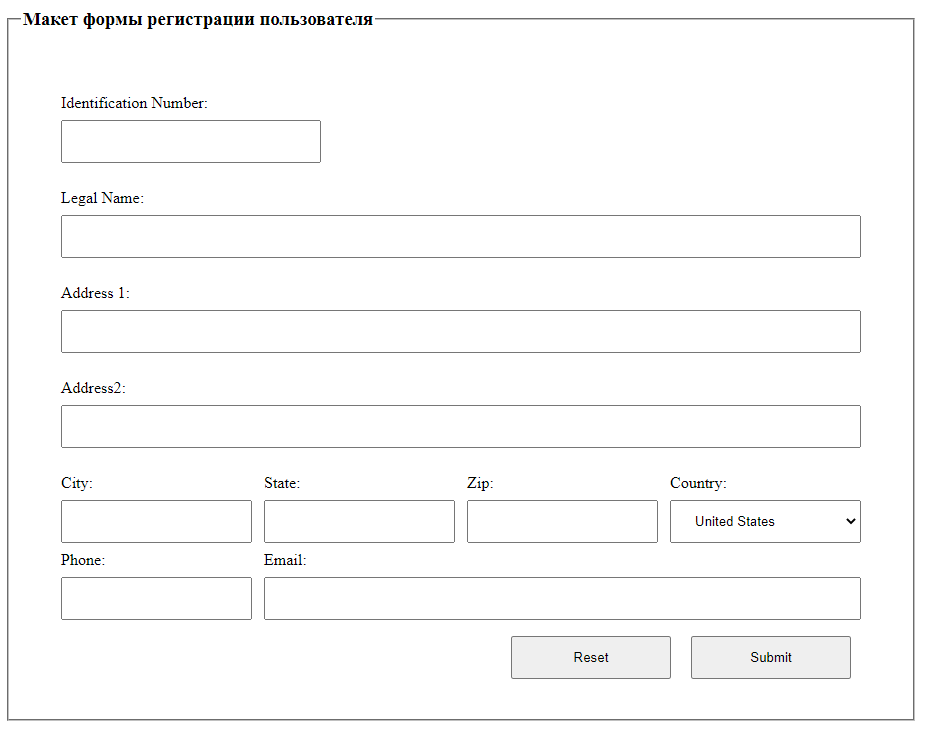 Макет формы регистрации пользователя
Identification Number:
Legal Name:
Address 1:
Address2:
City: State: Zip: Country:
United States
Phone: Email:
Reset Submit